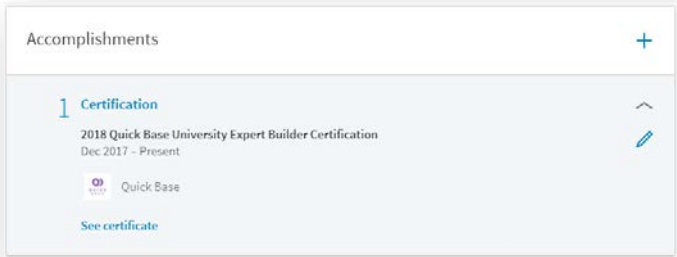 Accomplishments
1 Certification
2018 Quick Base University Expert Builder Certification
Dec 2017 – Present
Quick Base
See certificate